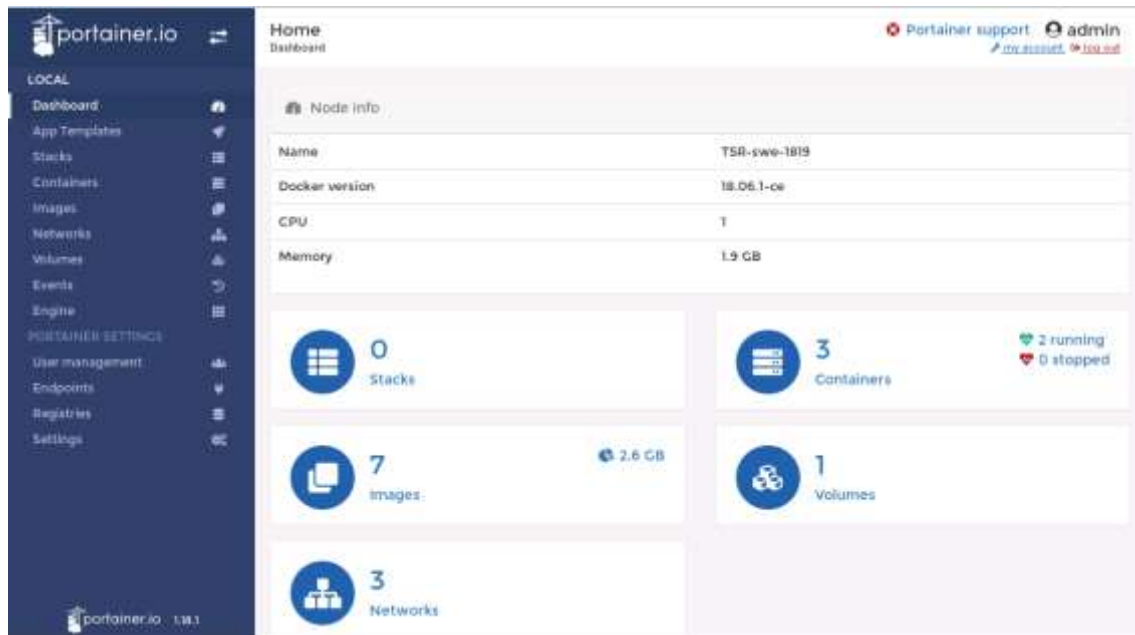 portainer.io
LOCAL
Dashboard
App Templates
Stacks
Containers
Images
Networks
Volumes
Events
Engine
PORTAINER SETTINGS
User management
Endpoints
Registries
Settings
portainer.io 1.18.1
Home
Dashboard
Portainer support admin
my account log out
Node info
Name TSR-swe-1819
Docker version 18.06.1-ce
CPU 1
Memory 1.9 GB
0
Stacks
3
Containers
2 running
0 stopped
7
Images
2.6 GB
1
Volumes
3
Networks